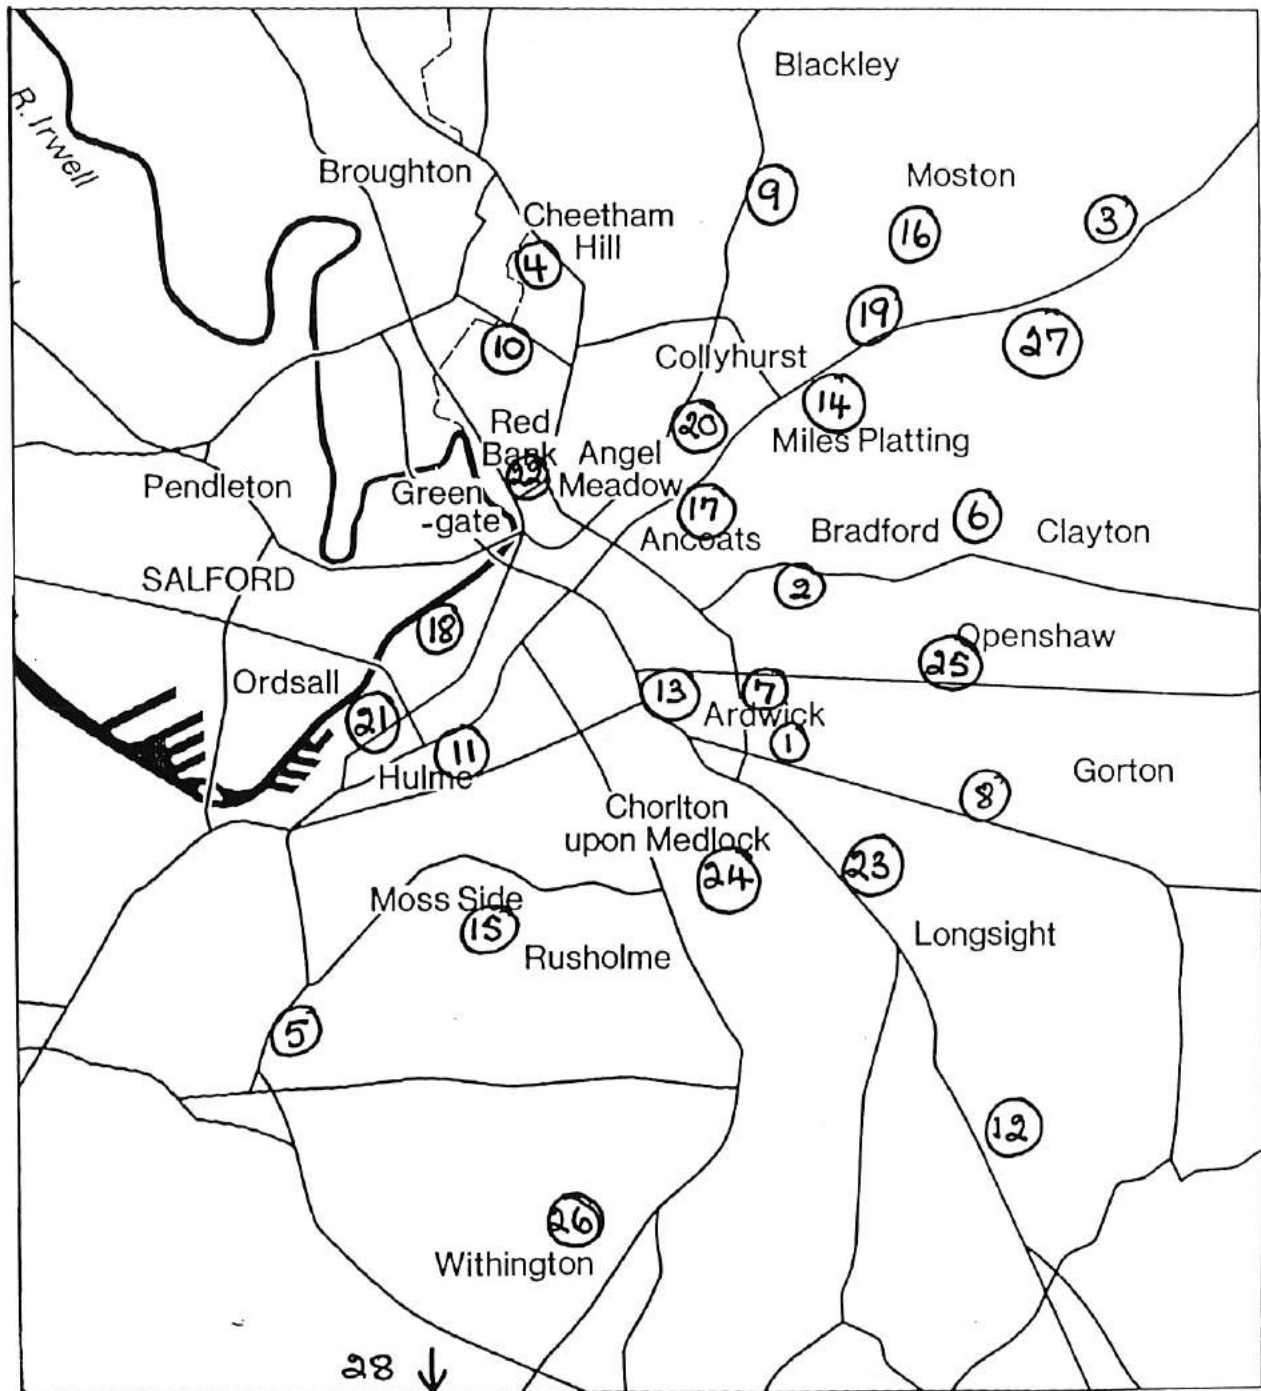 Blackley
R. Irwell
Broughton
Moston
9
3
Cheetham
Hill
16
4
19
27
10
Collyhurst
14
Red
Bank
20
Miles Platting
Angel
Meadow
22
Pendleton
Green
-gate
17
6
Ancoats
Bradford
Clayton
SALFORD
2
18
Openshaw
25
Ordsall
13
7
Ardwick
21
11
1
Hulme
Gorton
8
Chorlton
upon Medlock
23
24
Moss Side
15
Longsight
Rusholme
5
12
26
Withington
28